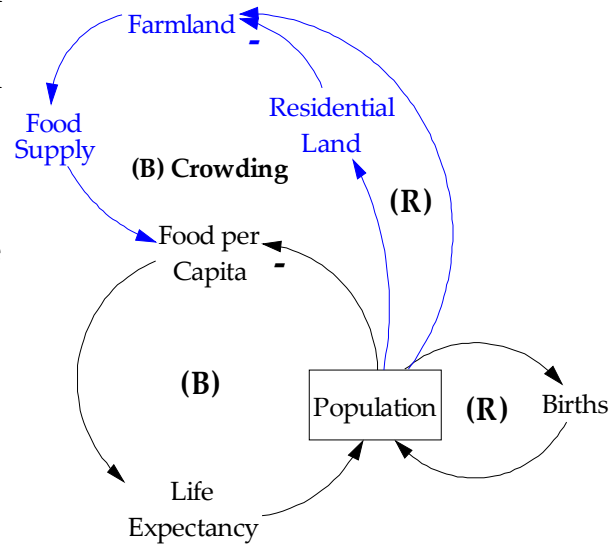 Farmland
-
Residential
Land
Food
Supply
(B) Crowding
(R)
Food per
Capita
-
(B)
Population
(R)
Births
Life
Expectancy